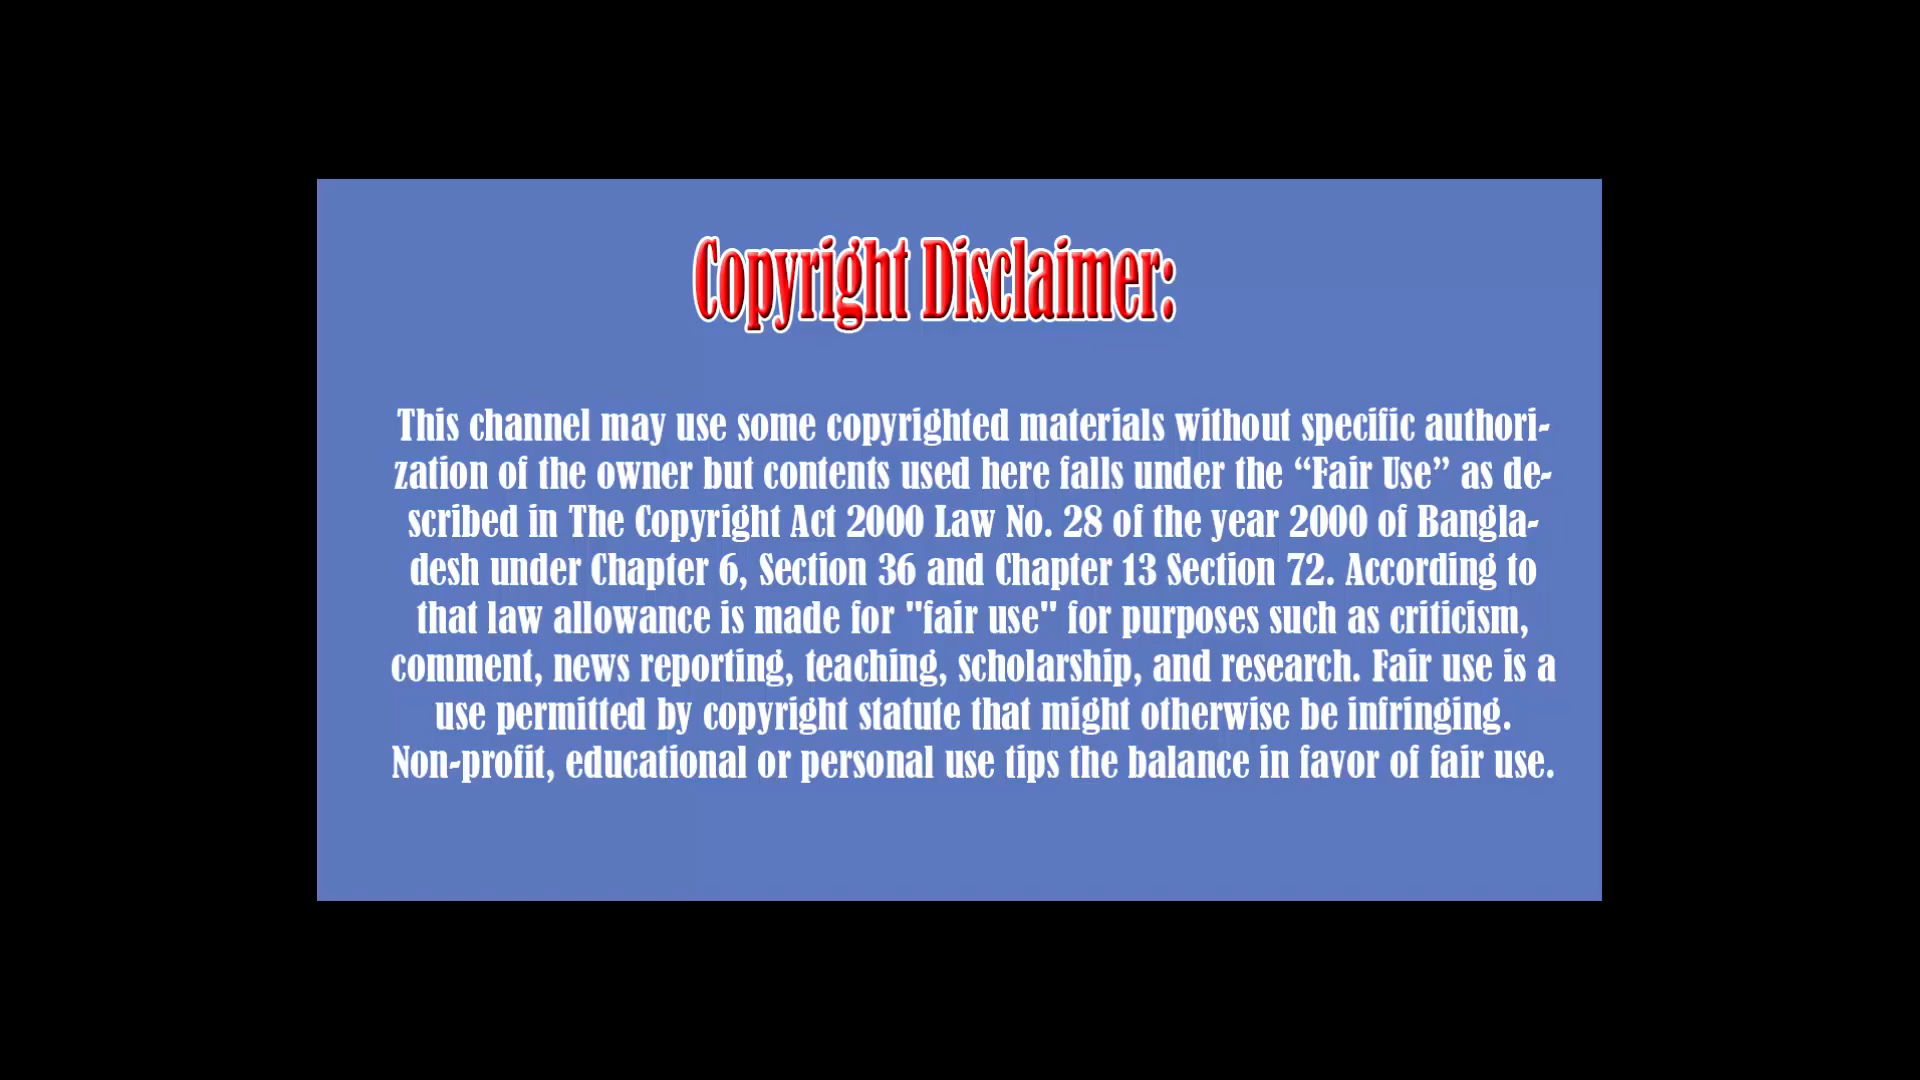 Copyright Disclaimer:
This channel may use some copyrighted materials without specific authori-
zation of the owner but contents used here falls under the “Fair Use” as de-
scribed in The Copyright Act 2000 Law No. 28 of the year 2000 of Bangla-
desh under Chapter 6, Section 36 and Chapter 13 Section 72. According to
that law allowance is made for "fair use" for purposes such as criticism,
comment, news reporting, teaching, scholarship, and research. Fair use is a
use permitted by copyright statute that might otherwise be infringing.
Non-profit, educational or personal use tips the balance in favor of fair use.